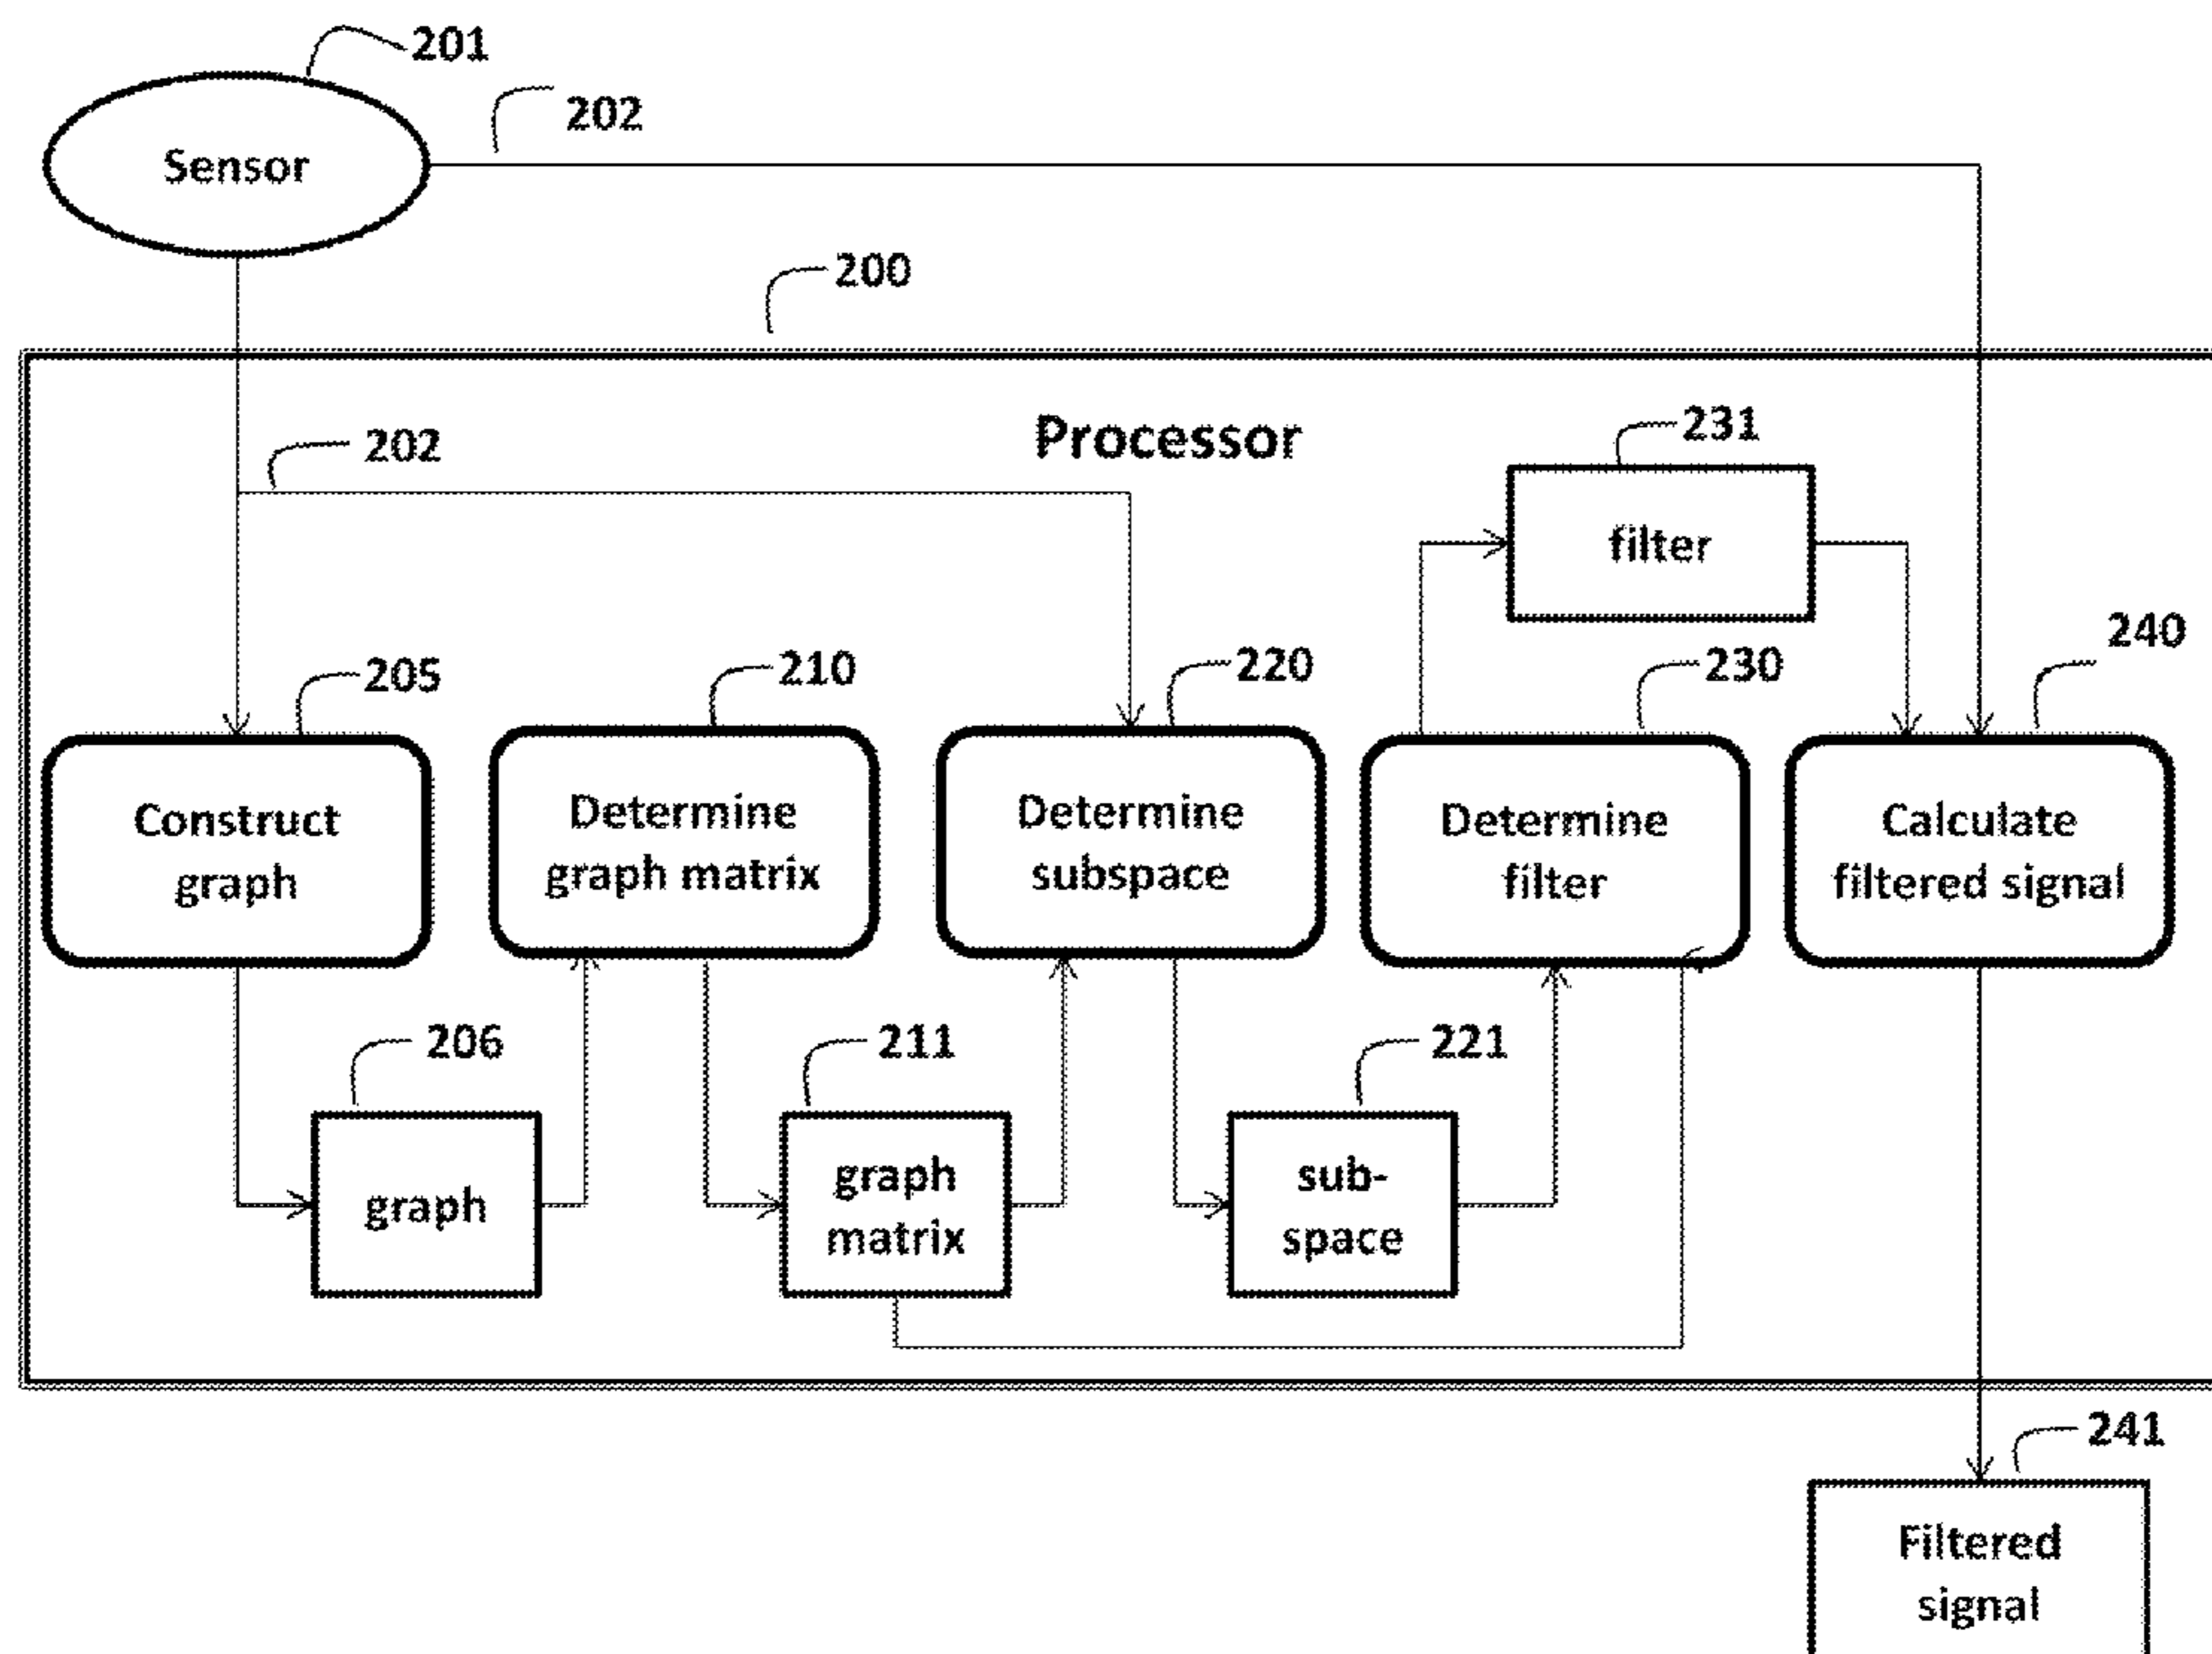 201
202
Sensor
200
Processor
231
202
filter
240
205
210
220
230
Construct
graph
Determine
graph matrix
Determine
subspace
Determine
filter
Calculate
filtered signal
206
211
221
graph
graph
matrix
sub-
space
241
Filtered
signal